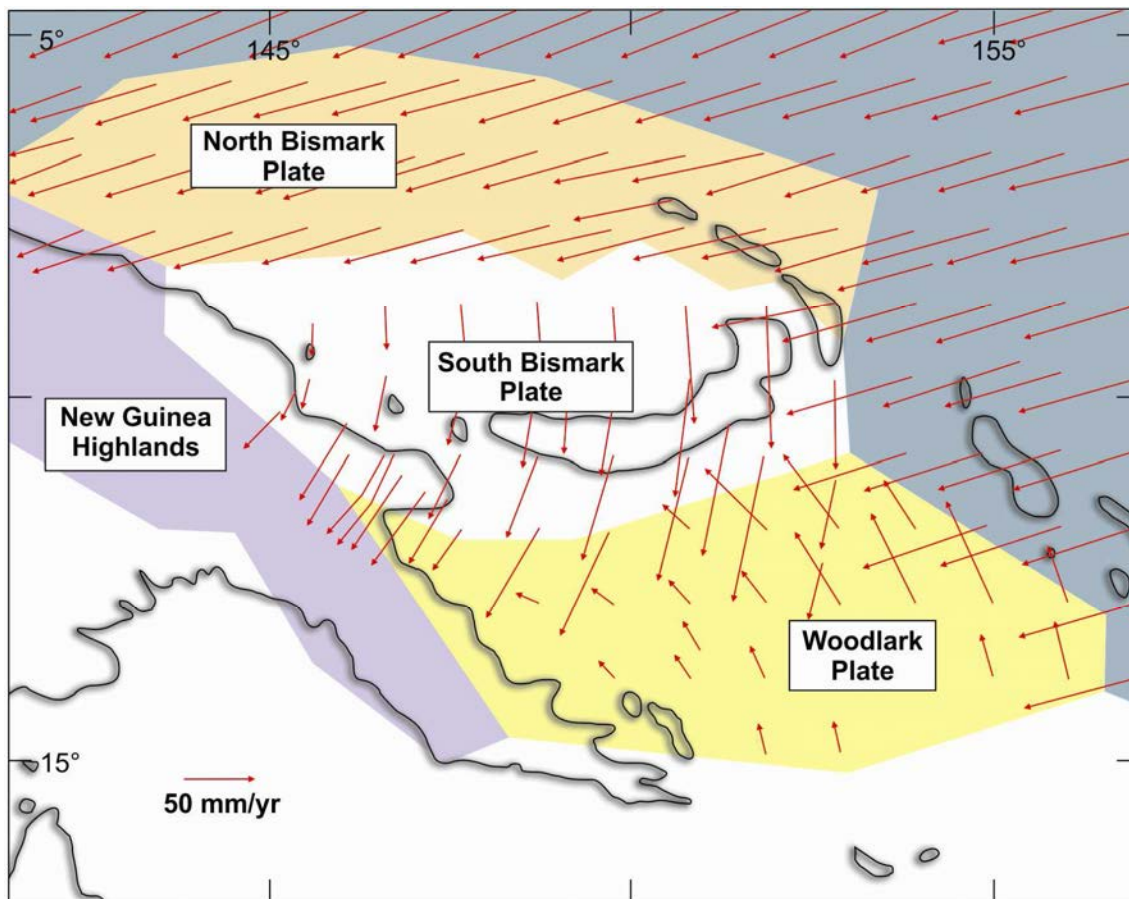 5°
145°
155°
North Bismark
Plate
South Bismark
Plate
New Guinea
Highlands
Woodlark
Plate
15°
50 mm/yr